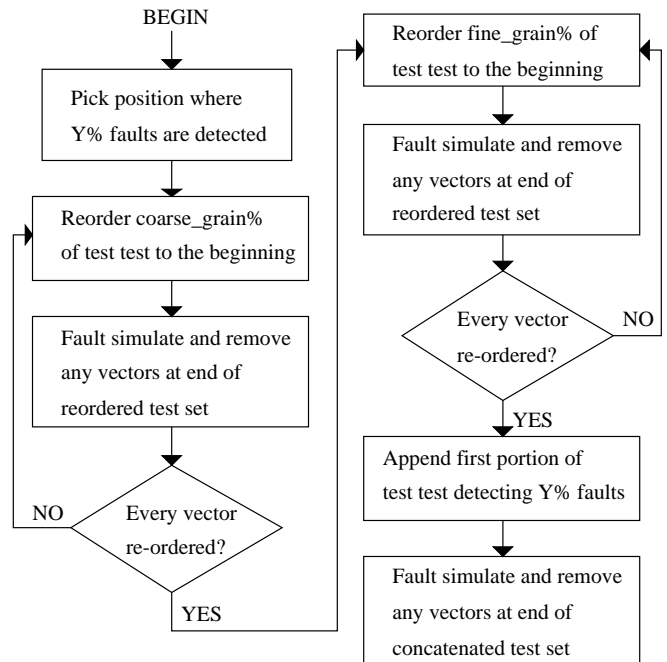 BEGIN
Pick position where
Y% faults are detected
Reorder coarse_grain%
of test test to the beginning
Fault simulate and remove
any vectors at end of
reordered test set
Every vector
re-ordered?
NO
YES
Reorder fine_grain% of
test test to the beginning
Fault simulate and remove
any vectors at end of
reordered test set
Every vector
re-ordered?
NO
YES
Append first portion of
test test detecting Y% faults
Fault simulate and remove
any vectors at end of
concatenated test set